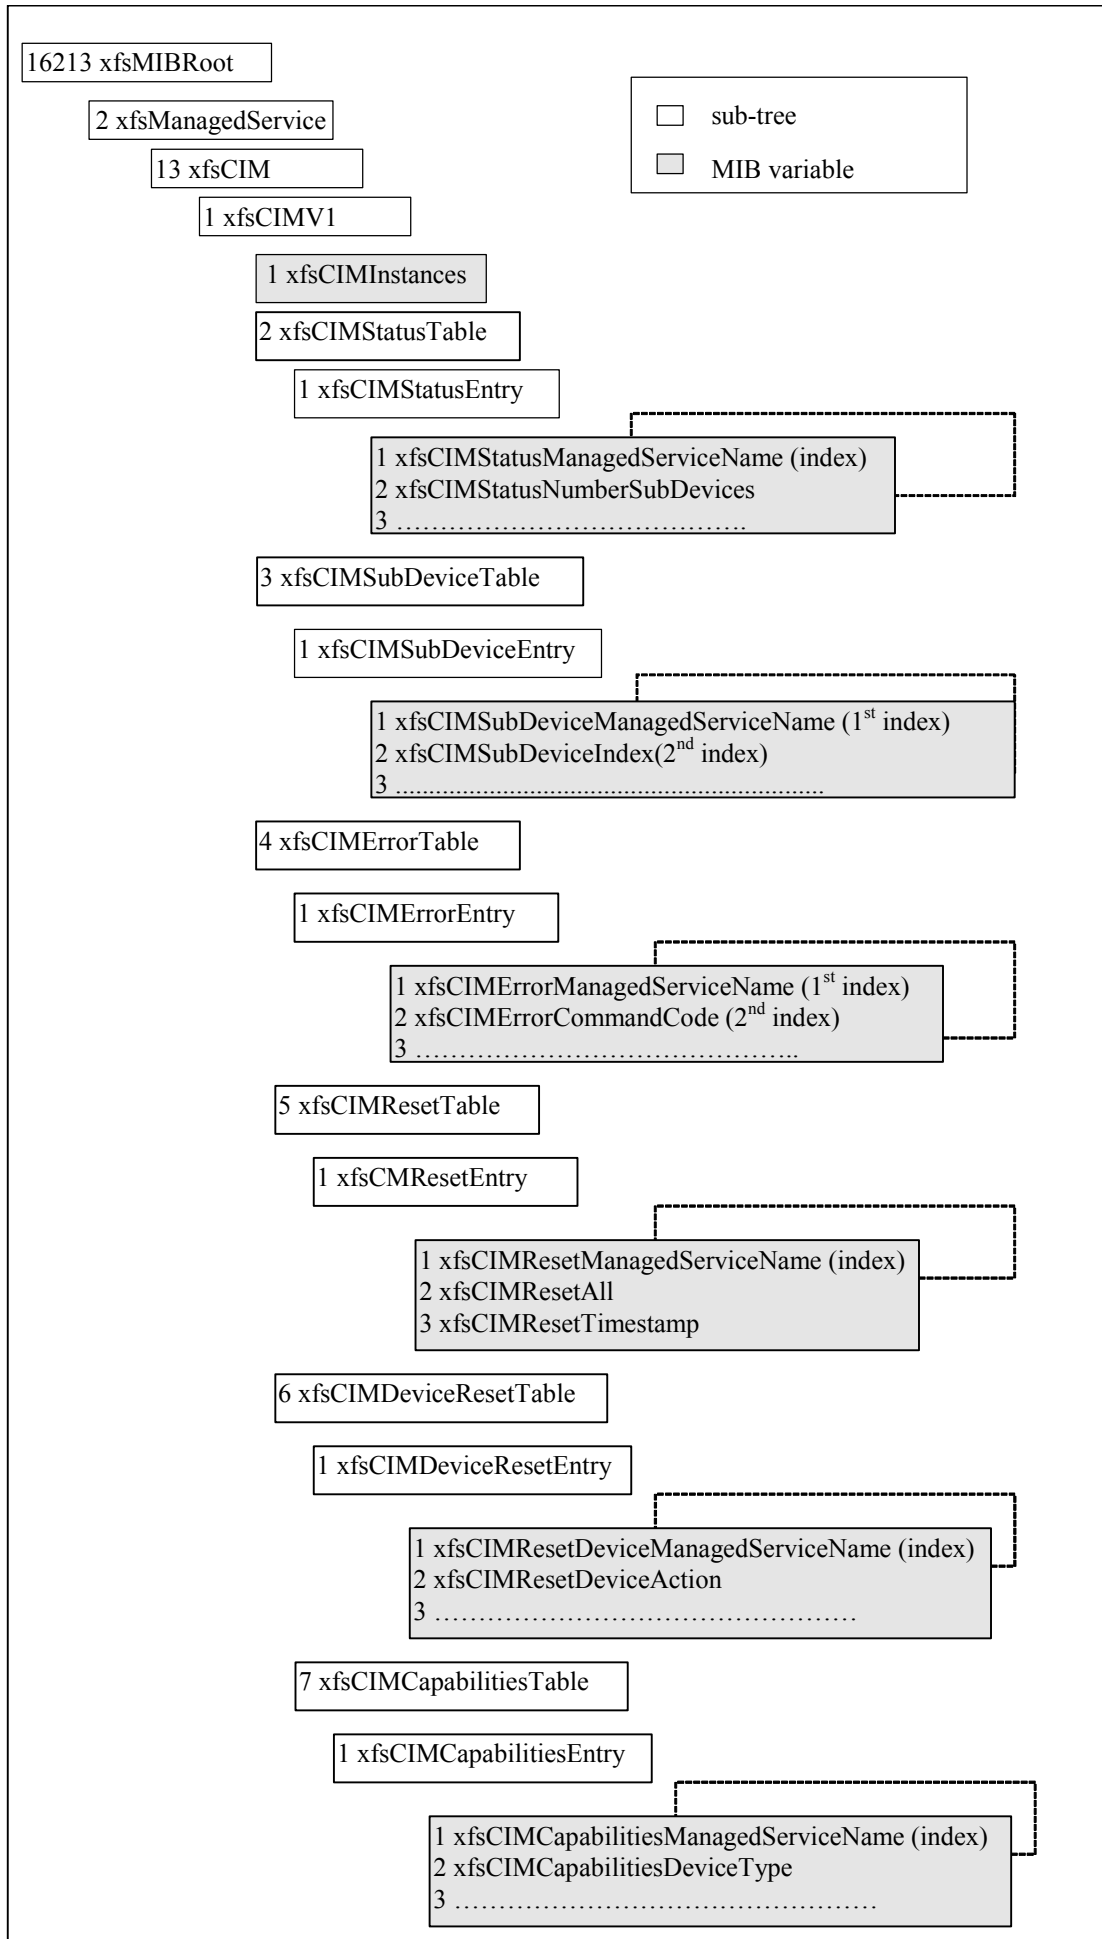 16213 xfsMIBRoot
sub-tree
2 xfsManagedService
13 xfsCIM
MIB variable
1 xfsCIMV1
1 xfsCIMInstances
2 xfsCIMStatusTable
1 xfsCIMStatusEntry
1 xfsCIMStatusManagedServiceName (index)
2 xfsCIMStatusNumberSubDevices
3 ………………………………….
3 xfsCIMSubDeviceTable
1 xfsCIMSubDeviceEntry
1 xfsCIMSubDeviceManagedServiceName (1st index)
2 xfsCIMSubDeviceIndex(2nd index)
3 ................................................................
4 xfsCIMErrorTable
1 xfsCIMErrorEntry
1 xfsCIMErrorManagedServiceName (1st index)
2 xfsCIMErrorCommandCode (2nd index)
3 ……………………………………..
5 xfsCIMResetTable
1 xfsCMResetEntry
1 xfsCIMResetManagedServiceName (index)
2 xfsCIMResetAll
3 xfsCIMResetTimestamp
6 xfsCIMDeviceResetTable
1 xfsCIMDeviceResetEntry
1 xfsCIMResetDeviceManagedServiceName (index)
2 xfsCIMResetDeviceAction
3 …………………………………………
7 xfsCIMCapabilitiesTable
1 xfsCIMCapabilitiesEntry
1 xfsCIMCapabilitiesManagedServiceName (index)
2 xfsCIMCapabilitiesDeviceType
3 …………………………………………